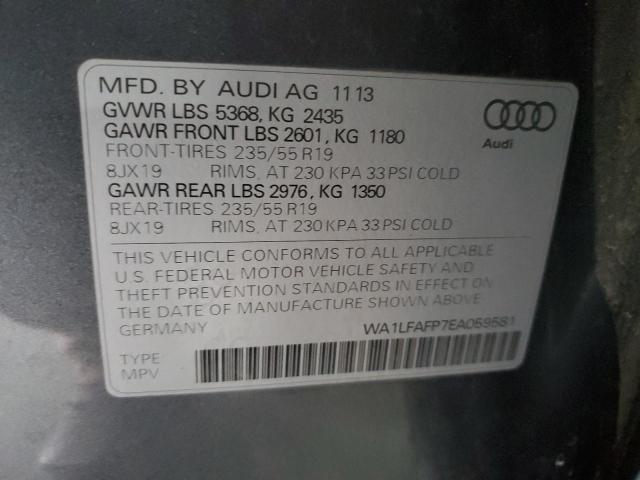 MFD. BY AUDI AG 11 13
GVWR LBS 5368, KG 2435
GAWR FRONT LBS 2601, KG 1180
FRONT-TIRES 235/55 R19
8JX19 RIMS, AT 230 KPA 33 PSI COLD
GAWR REAR LBS 2976, KG 1350
REAR-TIRES 235/55 R19
8JX19 RIMS, AT 230 KPA 33 PSI COLD
Audi
THIS VEHICLE CONFORMS TO ALL APPLICABLE
U.S. FEDERAL MOTOR VEHICLE SAFETY AND
THEFT PREVENTION STANDARDS IN EFFECT ON
THE DATE OF MANUFACTURE SHOWN ABOVE
GERMANY WA1LFAFP7EA059581
TYPE
MPV